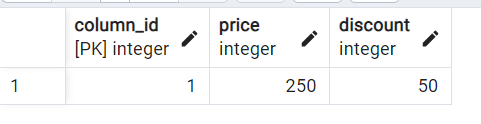 column_id price discount
[PK] integer integer integer
1 1 250 50